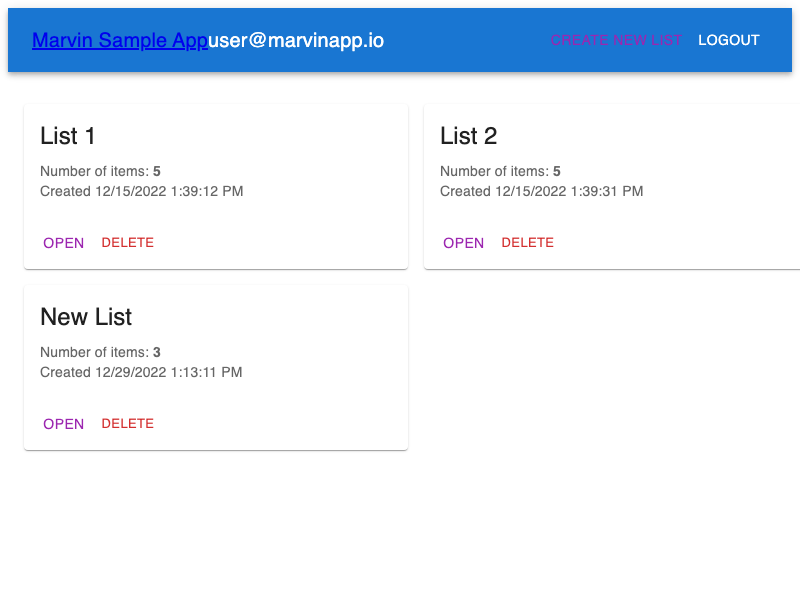 Marvin Sample Appuser@marvinapp.io CREATE NEW LIST LOGOUT
List 1
Number of items: 5
Created 12/15/2022 1:39:12 PM
OPEN DELETE
List 2
Number of items: 5
Created 12/15/2022 1:39:31 PM
OPEN DELETE
New List
Number of items: 3
Created 12/29/2022 1:13:11 PM
OPEN DELETE